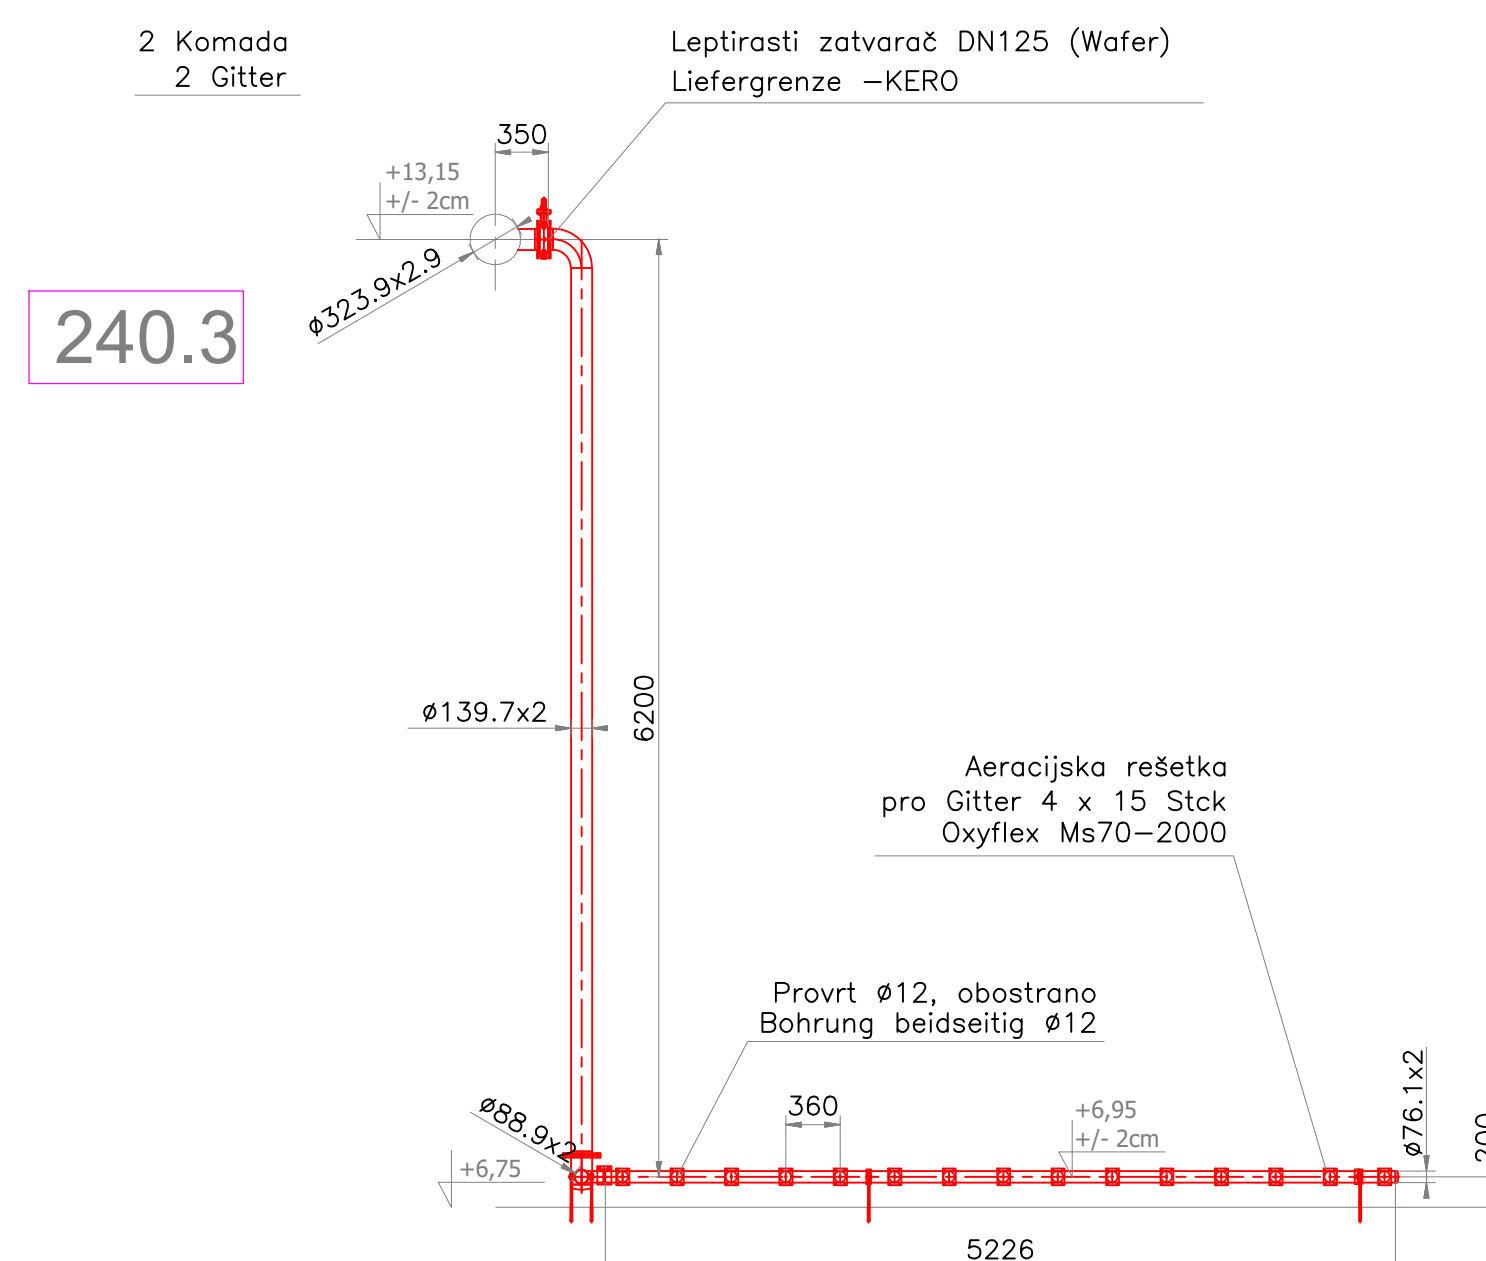 2 Komada
2 Gitter
Leptirasti zatvarač DN125 (Wafer)
Liefergrenze -KERO
350
+13,15
+/- 2cm
ø323.9x2.9
240.3
ø139.7x2
6200
Aeracijska rešetka
pro Gitter 4 x 15 Stck
Oxyflex Ms70-2000
Provrt ø12, obostrano
Bohrung beidseitig ø12
ø88.9x2
360
+6,95
+/- 2cm
ø76.1x2
200
+6,75
5226